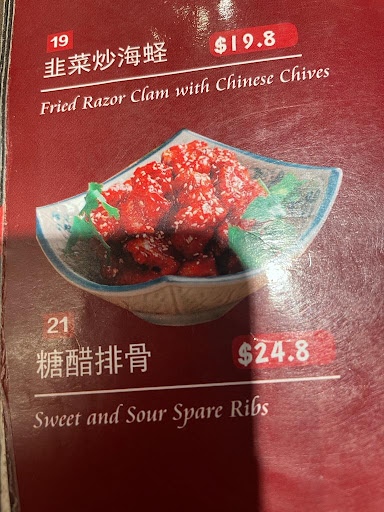 19
韭菜炒海蛏 $19.8
Fried Razor Clam with Chinese Chives
21
糖醋排骨 $24.8
Sweet and Sour Spare Ribs